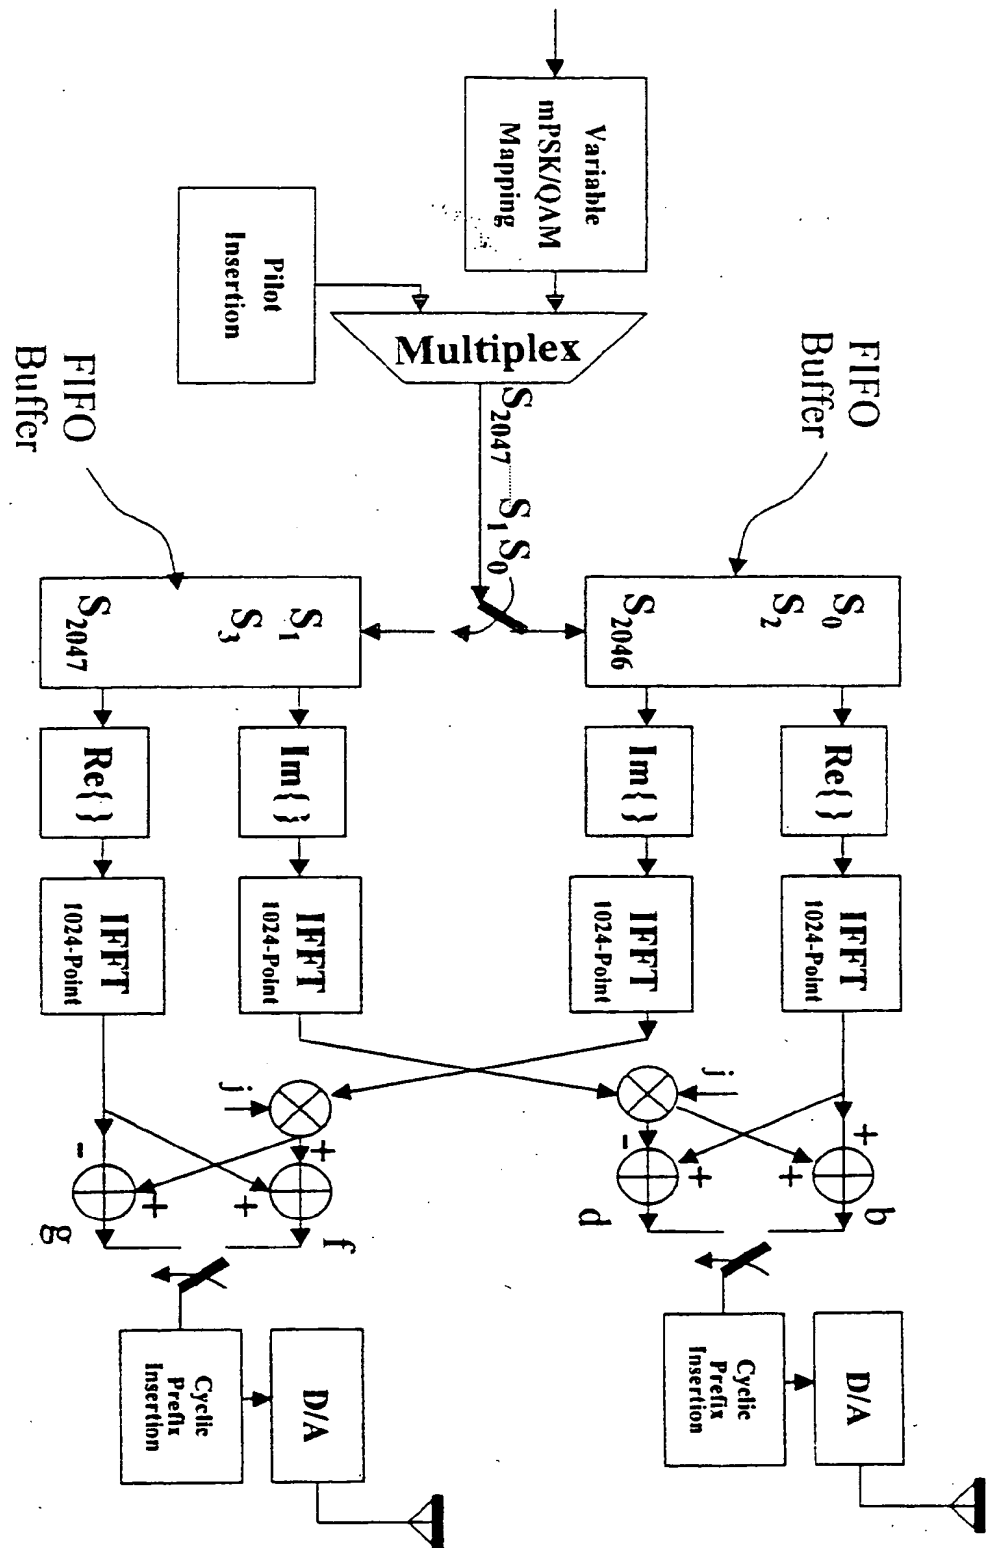 Variable
mPSK/QAM
Mapping
Pilot
Insertion
Multiplex
S2047 ........ S1 S0
FIFO
Buffer
FIFO
Buffer
S0
S2
S2046
S1
S3
S2047
Re{ }
Im{ }
Im{ }
Re{ }
IFFT
1024-Point
IFFT
1024-Point
IFFT
1024-Point
IFFT
1024-Point
j
j
+
+
+
-
+
+
+
-
b
d
f
g
Cyclic
Prefix
Insertion
D/A
Cyclic
Prefix
Insertion
D/A